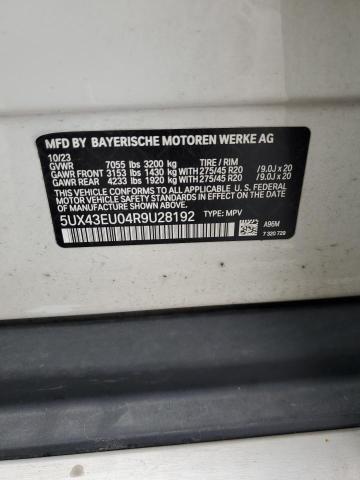 MFD BY BAYERISCHE MOTOREN WERKE AG
10/23 TIRE / RIM
GVWR 7055 lbs 3200 kg
GAWR FRONT 3153 lbs 1430 kg WITH 275/45 R20 /9.0J x 20
GAWR REAR 4233 lbs 1920 kg WITH 275/45 R20 /9.0J x 20
THIS VEHICLE CONFORMS TO ALL APPLICABLE
U.S. FEDERAL MOTOR VEHICLE SAFETY STANDARDS IN EFFECT
ON THE DATE OF MANUFACTURE SHOWN ABOVE.
5UX43EU04R9U28192 TYPE: MPV
A96M
7 320 729